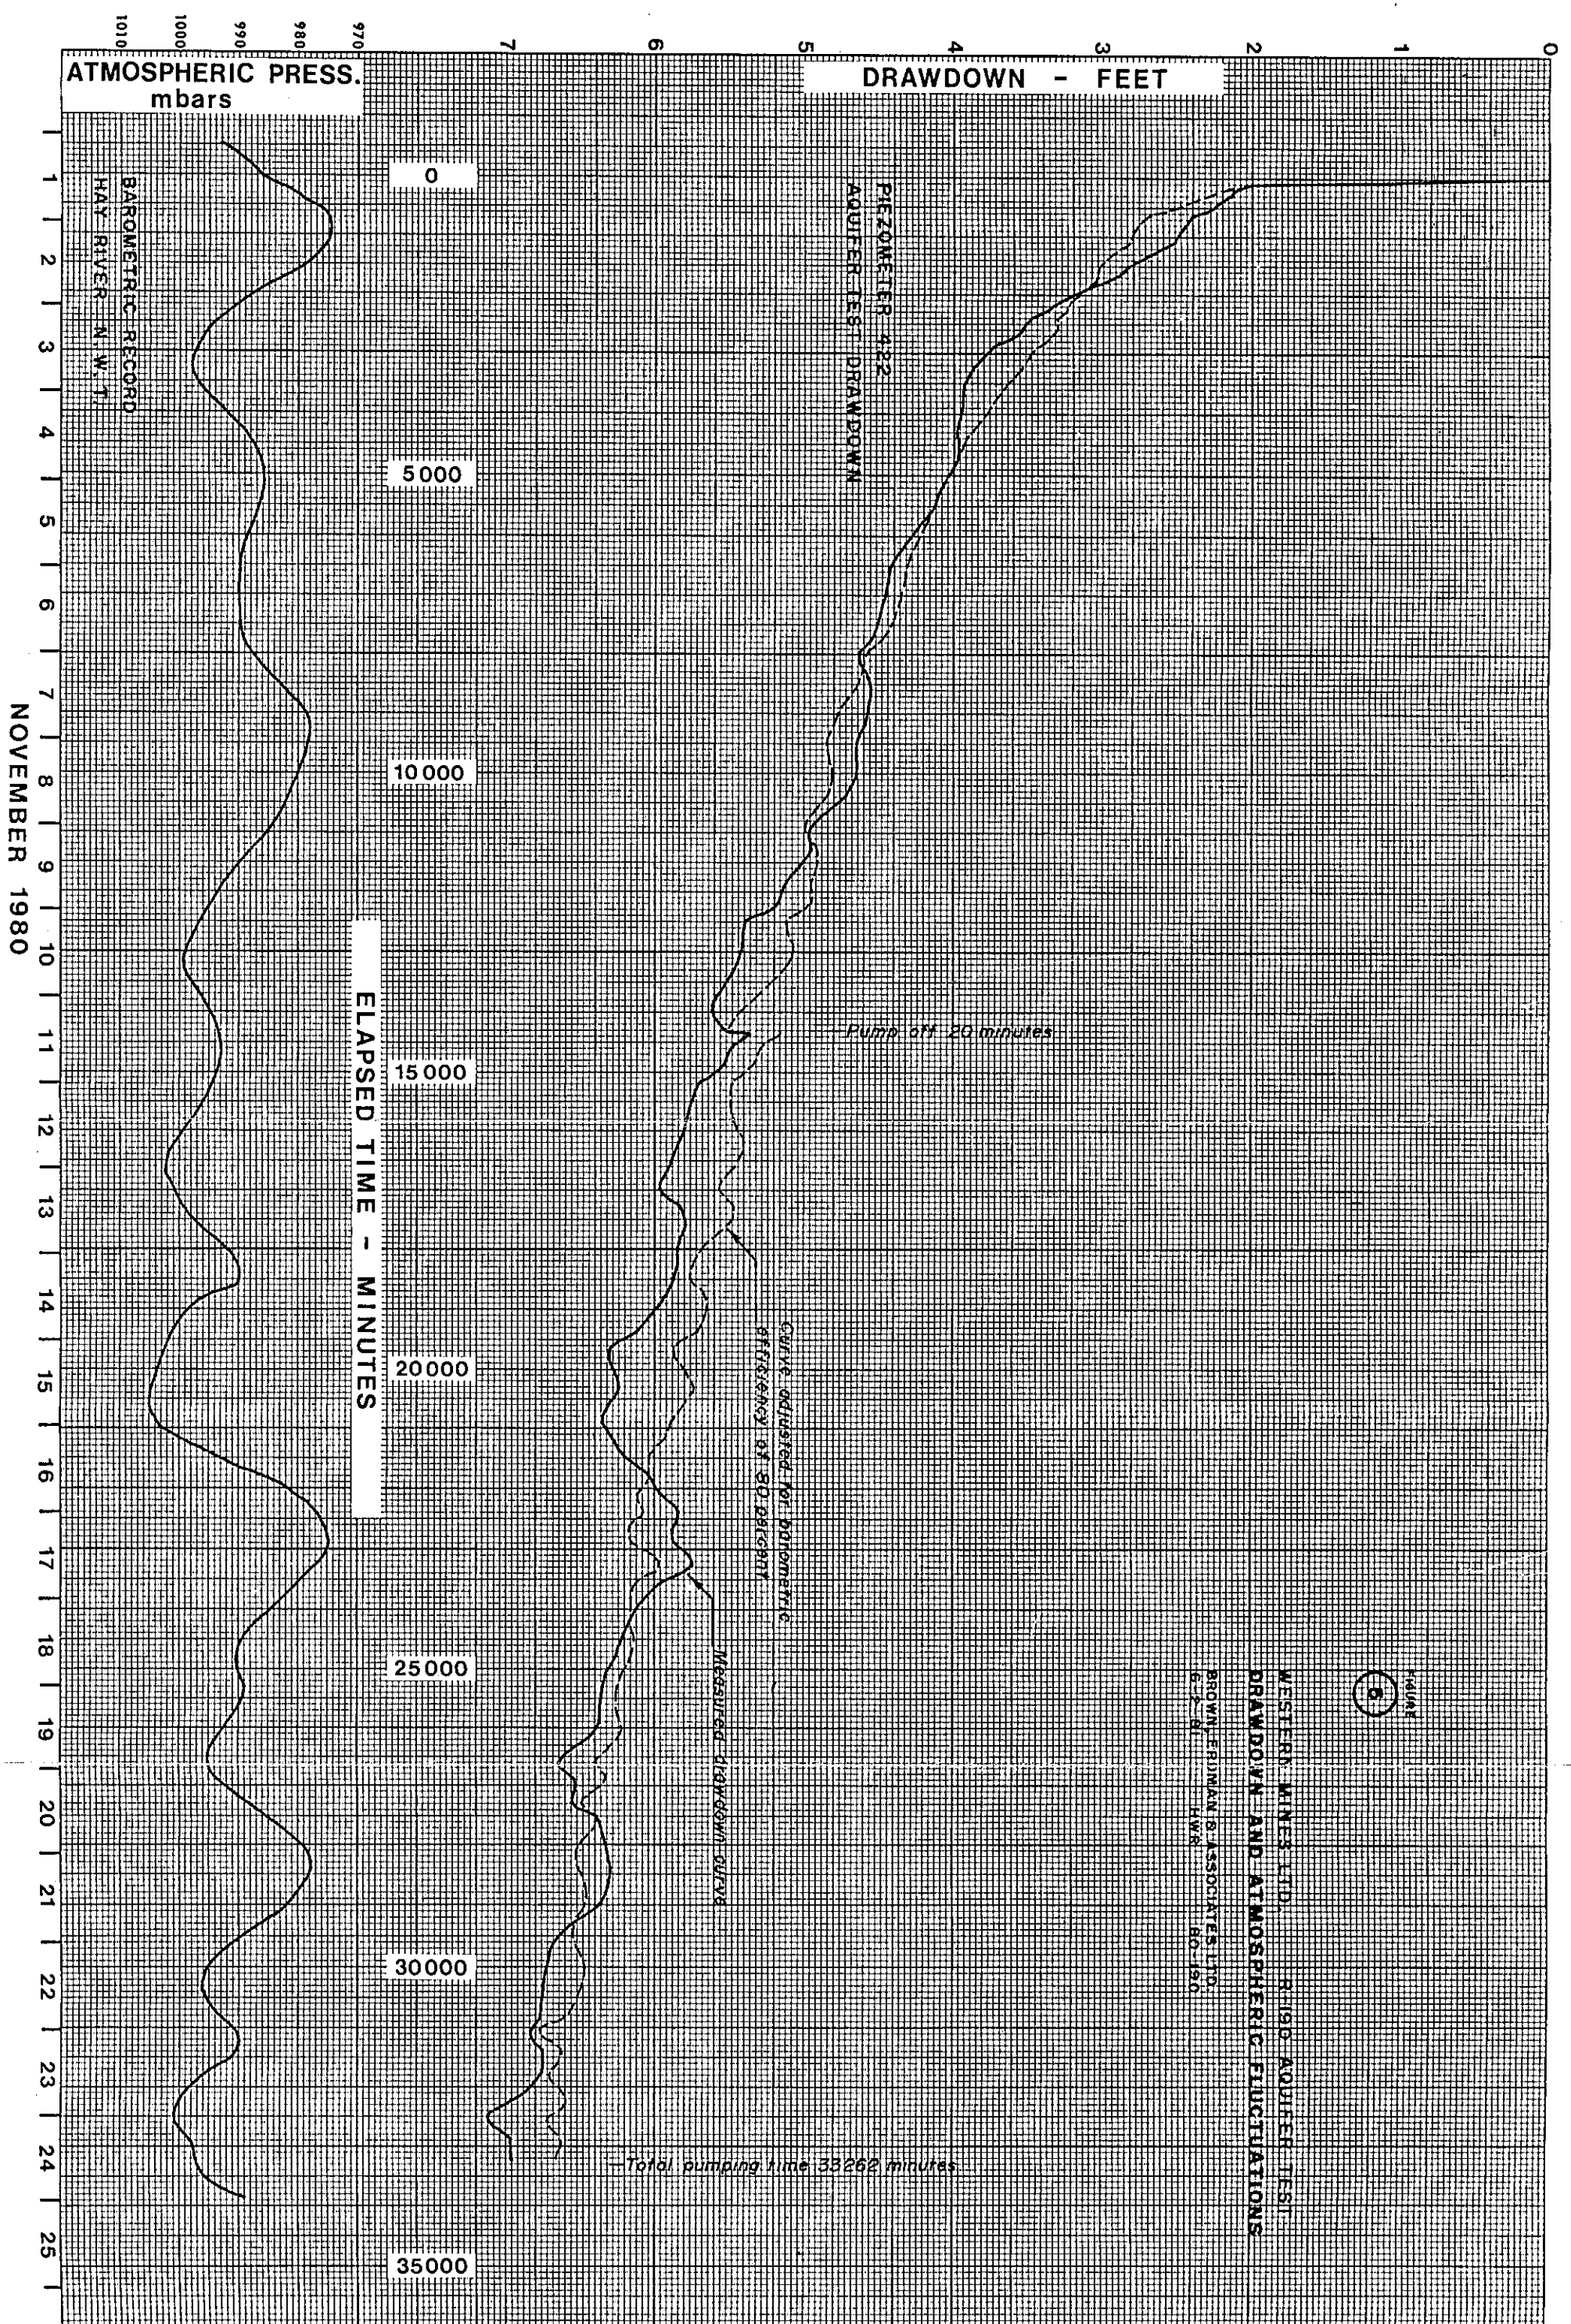 FIGURE
6
WESTERN MINES LTD. R-190 AQUIFER TEST
DRAWDOWN AND ATMOSPHERIC FLUCTUATIONS
BROWN, ERDMAN & ASSOCIATES LTD.
6-2-81 HWR 80-190
DRAWDOWN - FEET
0
1
2
3
4
5
6
7
PIEZOMETER 422
AQUIFER TEST DRAWDOWN
Pump off 20 minutes
Curve adjusted for barometric
efficiency of 80 percent
Measured drawdown curve
Total pumping time 33262 minutes
0
5000
10000
15000
20000
25000
30000
35000
ELAPSED TIME - MINUTES
ATMOSPHERIC PRESS.
mbars
970
980
990
1000
1010
BAROMETRIC RECORD
HAY RIVER N.W.T.
1 2 3 4 5 6 7 8 9 10 11 12 13 14 15 16 17 18 19 20 21 22 23 24 25
NOVEMBER 1980